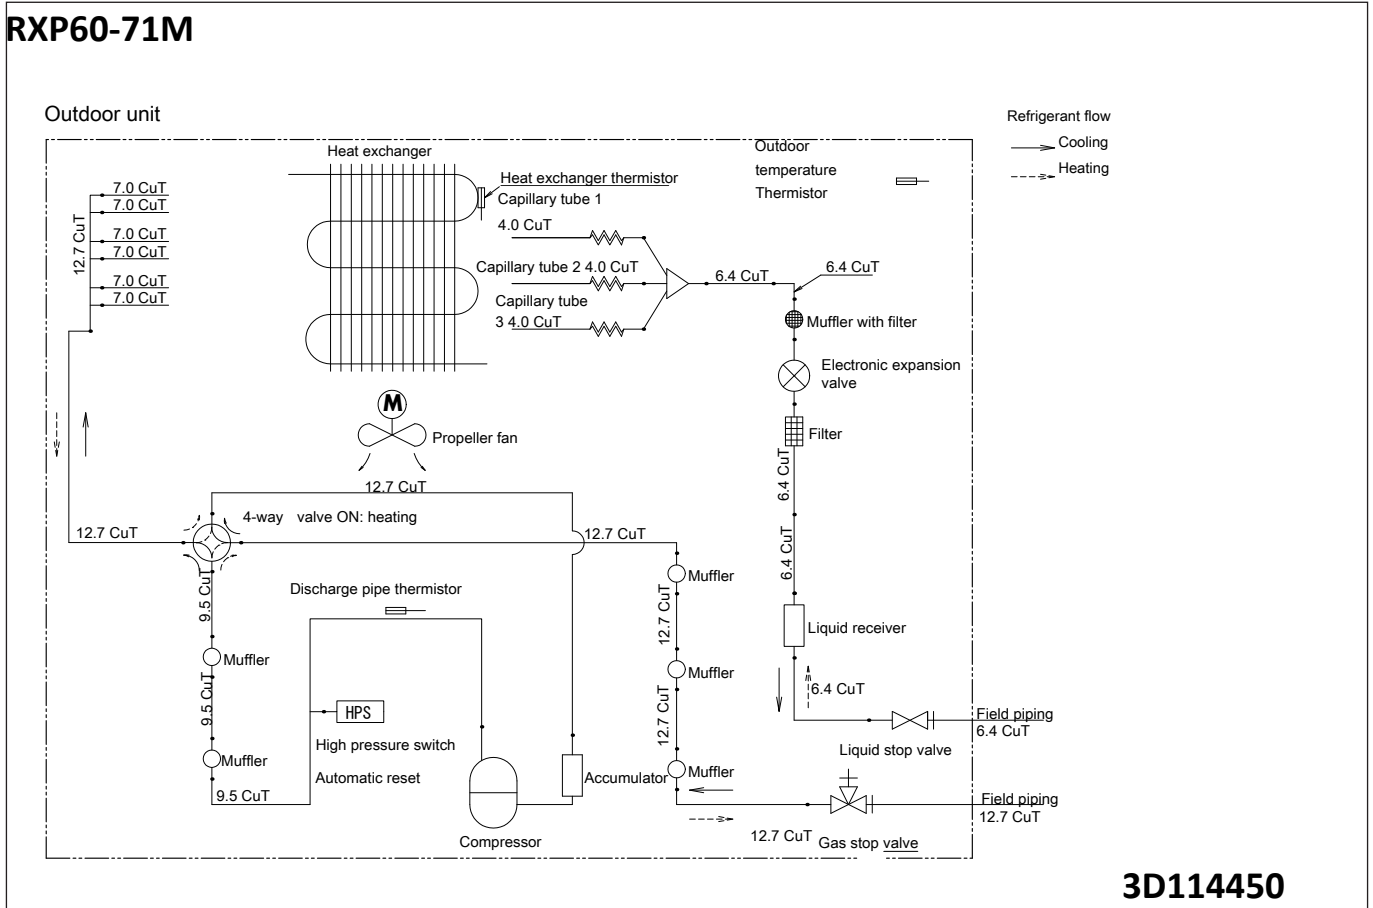 RXP60-71M
Outdoor unit
Refrigerant flow
Cooling
Heating
Heat exchanger
Outdoor
temperature
Thermistor
Heat exchanger thermistor
Capillary tube 1
4.0 CuT
7.0 CuT
7.0 CuT
7.0 CuT
7.0 CuT
7.0 CuT
7.0 CuT
12.7 CuT
Capillary tube 2 4.0 CuT
Capillary tube
3 4.0 CuT
6.4 CuT
6.4 CuT
Muffler with filter
Electronic expansion
valve
Filter
M
Propeller fan
12.7 CuT
6.4 CuT
4-way valve ON: heating
12.7 CuT
12.7 CuT
6.4 CuT
9.5 CuT
Discharge pipe thermistor
Muffler
12.7 CuT
Liquid receiver
Muffler
Muffler
9.5 CuT
HPS
High pressure switch
Automatic reset
12.7 CuT
6.4 CuT
Field piping
6.4 CuT
Liquid stop valve
Muffler
9.5 CuT
Accumulator
Muffler
Compressor
Field piping
12.7 CuT
12.7 CuT
Gas stop valve
3D114450